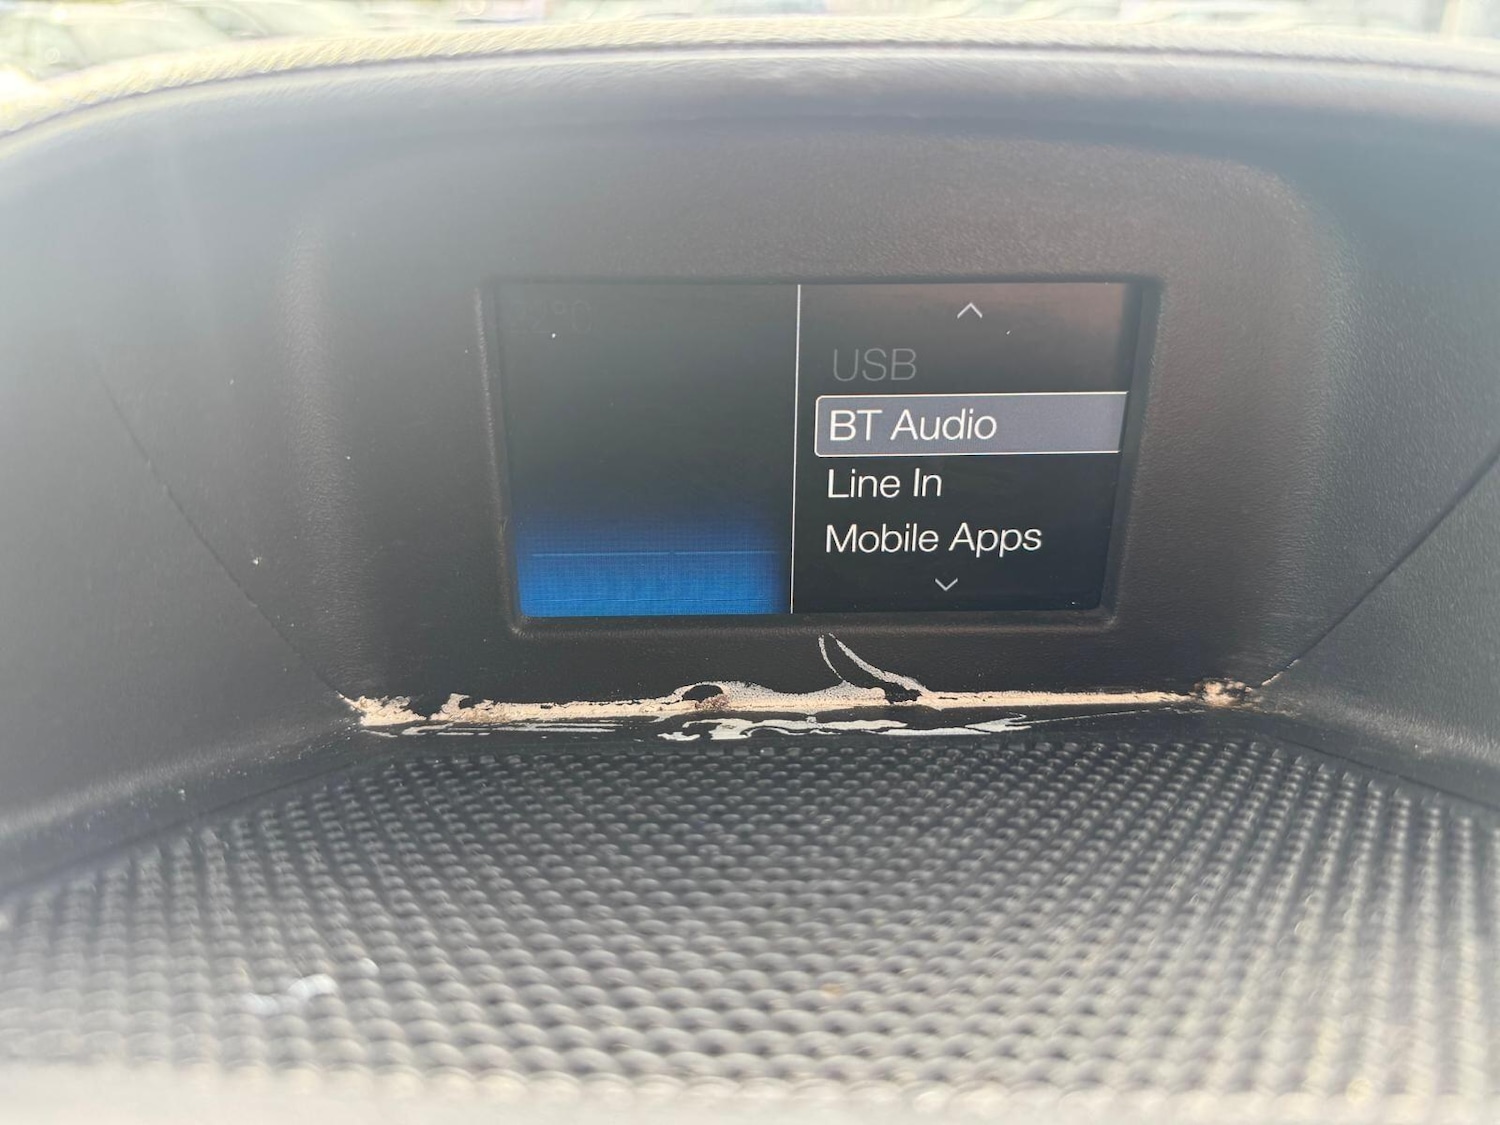 USB
BT Audio
Line In
Mobile Apps